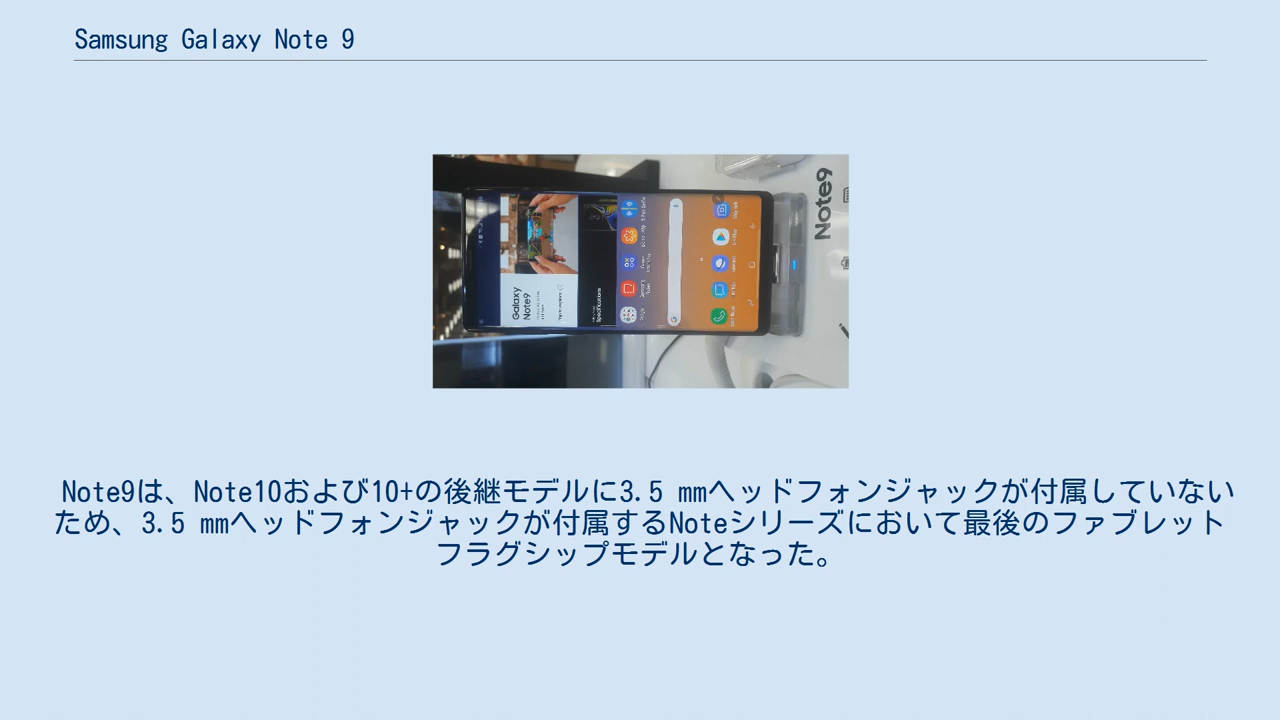 Samsung Galaxy Note 9
Note9
Galaxy
Note9
Specifications
Note9は、Note10および10+の後継モデルに3.5 mmヘッドフォンジャックが付属していない
ため、3.5 mmヘッドフォンジャックが付属するNoteシリーズにおいて最後のファブレット
フラグシップモデルとなった。